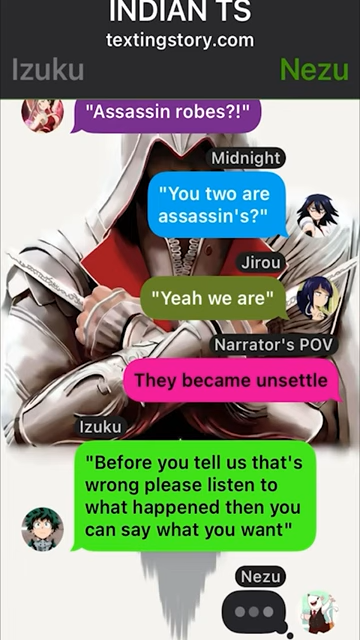 INDIAN TS
textingstory.com
Izuku
Nezu
"Assassin robes?!"
Midnight
"You two are
assassin's?"
Jirou
"Yeah we are"
Narrator's POV
They became unsettle
Izuku
"Before you tell us that's
wrong please listen to
what happened then you
can say what you want"
Nezu